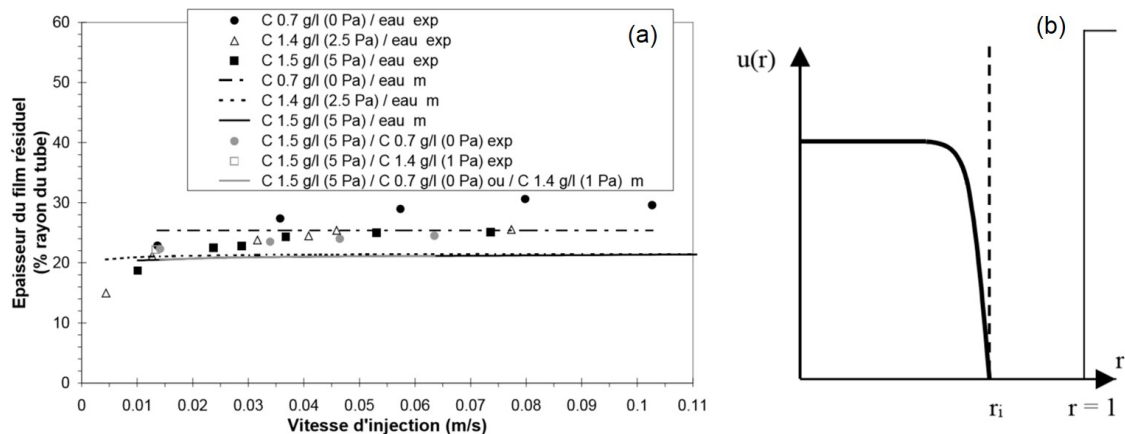 60
50
40
30
20
10
0
Epaisseur du film résiduel
(% rayon du tube)
(a)
C 0.7 g/l (0 Pa) / eau exp
C 1.4 g/l (2.5 Pa) / eau exp
C 1.5 g/l (5 Pa) / eau exp
C 0.7 g/l (0 Pa) / eau m
C 1.4 g/l (2.5 Pa) / eau m
C 1.5 g/l (5 Pa) / eau m
C 1.5 g/l (5 Pa) / C 0.7 g/l (0 Pa) exp
C 1.5 g/l (5 Pa) / C 1.4 g/l (1 Pa) exp
C 1.5 g/l (5 Pa) / C 0.7 g/l (0 Pa) ou / C 1.4 g/l (1 Pa) m
0 0.01 0.02 0.03 0.04 0.05 0.06 0.07 0.08 0.09 0.1 0.11
Vitesse d'injection (m/s)
(b)
u(r)
r
rᵢ
r = 1